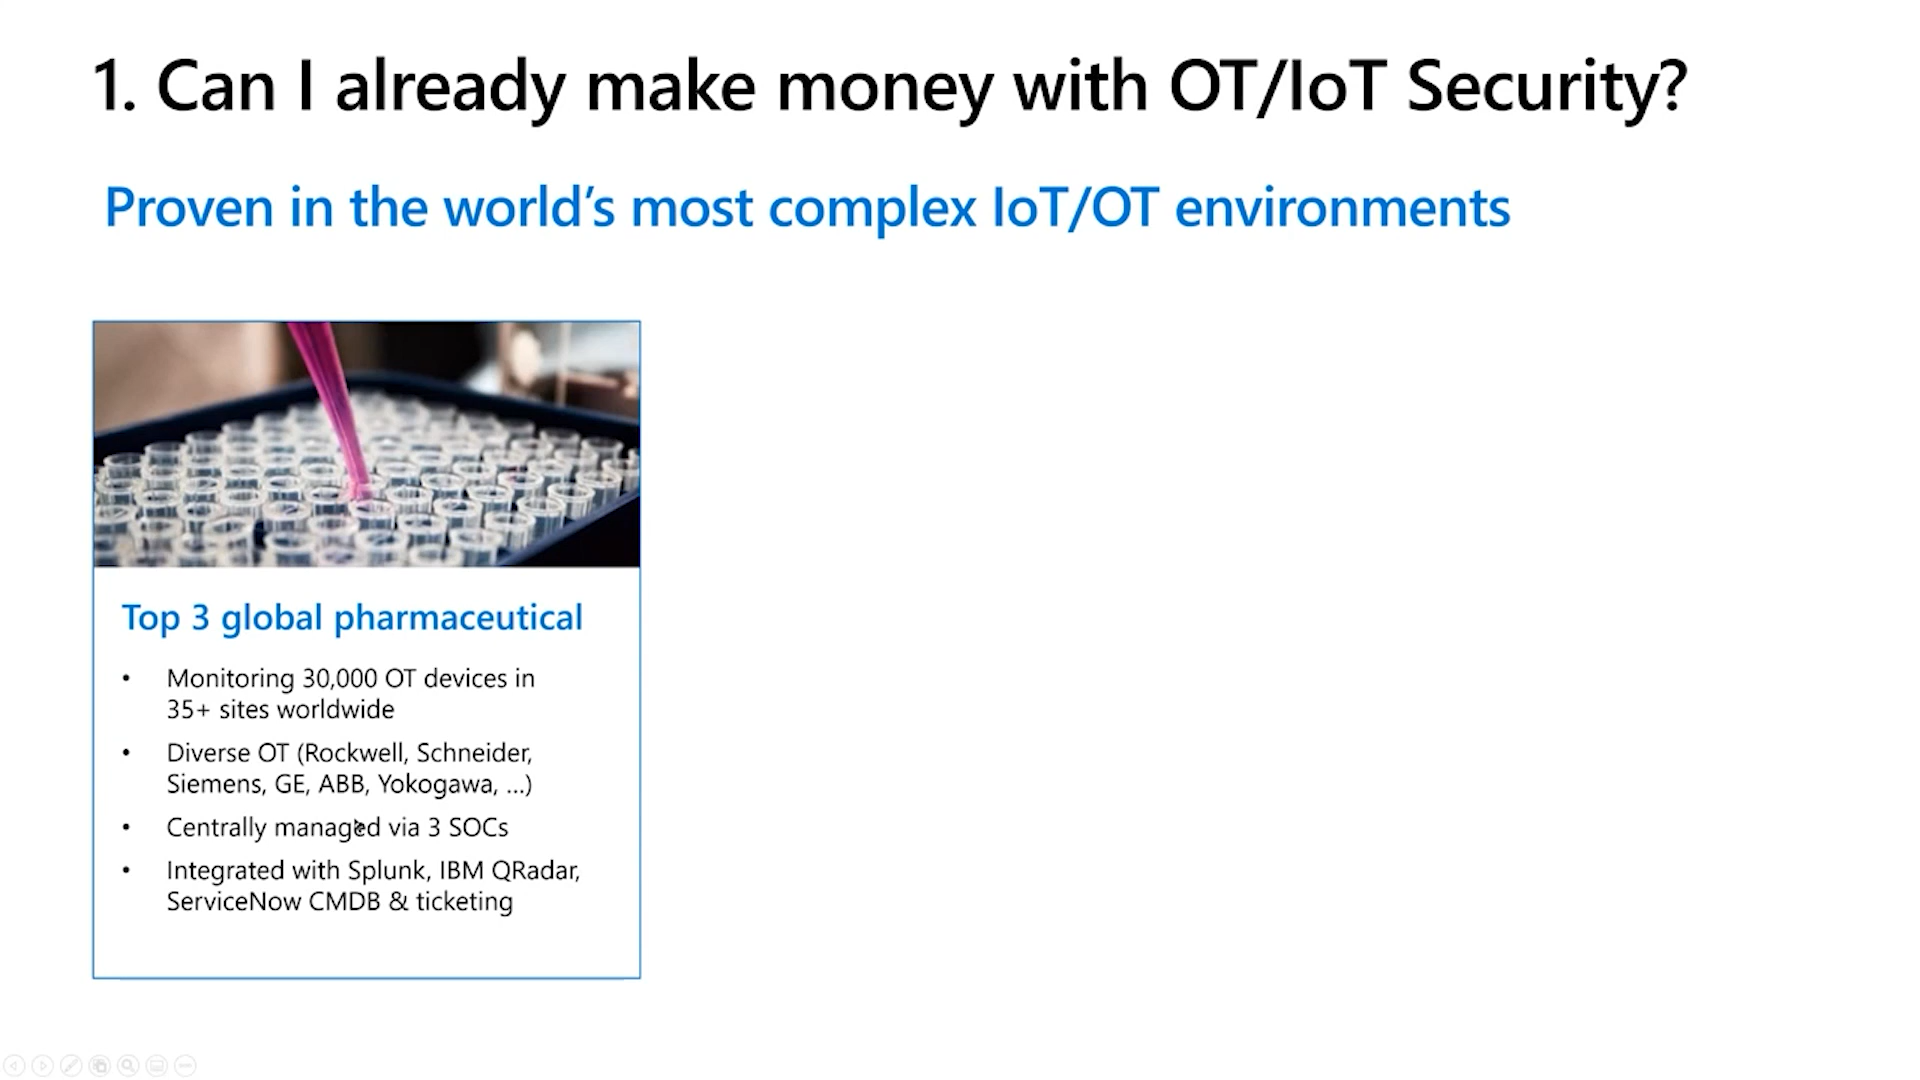 1. Can I already make money with OT/IoT Security?
Proven in the world’s most complex IoT/OT environments
Top 3 global pharmaceutical
• Monitoring 30,000 OT devices in
35+ sites worldwide
• Diverse OT (Rockwell, Schneider,
Siemens, GE, ABB, Yokogawa, ...)
• Centrally managed via 3 SOCs
• Integrated with Splunk, IBM QRadar,
ServiceNow CMDB & ticketing